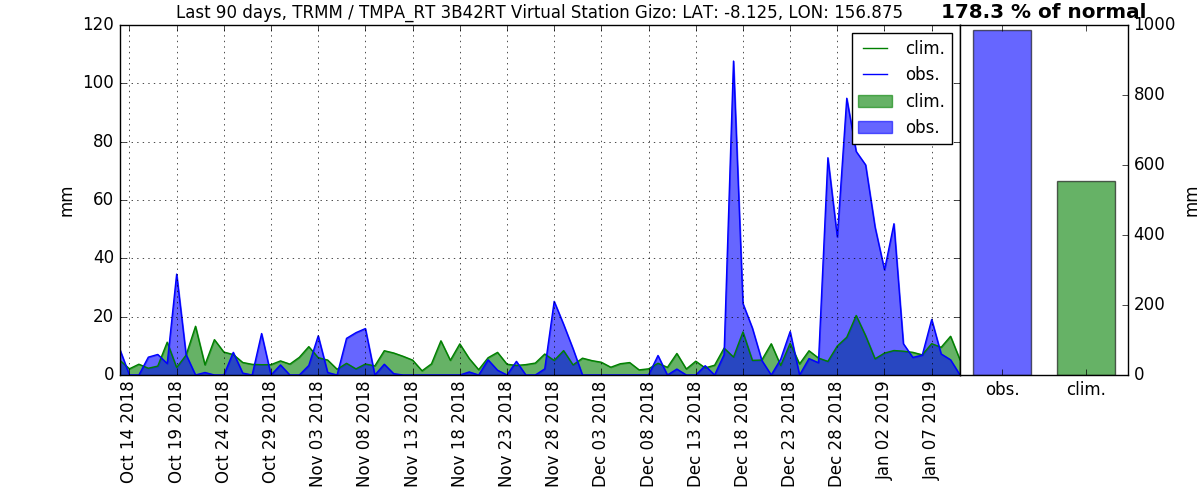 Last 90 days, TRMM / TMPA_RT 3B42RT Virtual Station Gizo: LAT: -8.125, LON: 156.875
178.3 % of normal
120
100
80
60
40
20
0
mm
clim.
obs.
clim.
obs.
1000
800
600
400
200
0
mm
obs.
clim.
Oct 14 2018
Oct 19 2018
Oct 24 2018
Oct 29 2018
Nov 03 2018
Nov 08 2018
Nov 13 2018
Nov 18 2018
Nov 23 2018
Nov 28 2018
Dec 03 2018
Dec 08 2018
Dec 13 2018
Dec 18 2018
Dec 23 2018
Dec 28 2018
Jan 02 2019
Jan 07 2019